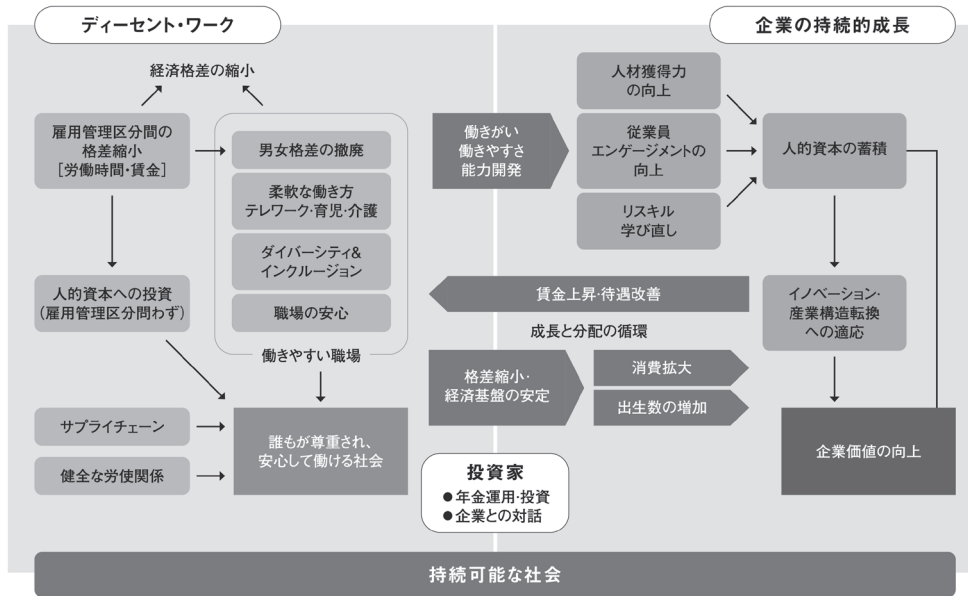 ディーセント・ワーク
経済格差の縮小
雇用管理区分間の
格差縮小
[労働時間・賃金]
男女格差の撤廃
柔軟な働き方
テレワーク・育児・介護
ダイバーシティ&
インクルージョン
職場の安心
働きやすい職場
人的資本への投資
(雇用管理区分問わず)
サプライチェーン
健全な労使関係
誰もが尊重され、
安心して働ける社会
企業の持続的成長
働きがい
働きやすさ
能力開発
人材獲得力
の向上
従業員
エンゲージメントの
向上
リスキル
学び直し
人的資本の蓄積
賃金上昇・待遇改善
成長と分配の循環
格差縮小・
経済基盤の安定
消費拡大
出生数の増加
イノベーション・
産業構造転換
への適応
企業価値の向上
投資家
●年金運用・投資
●企業との対話
持続可能な社会